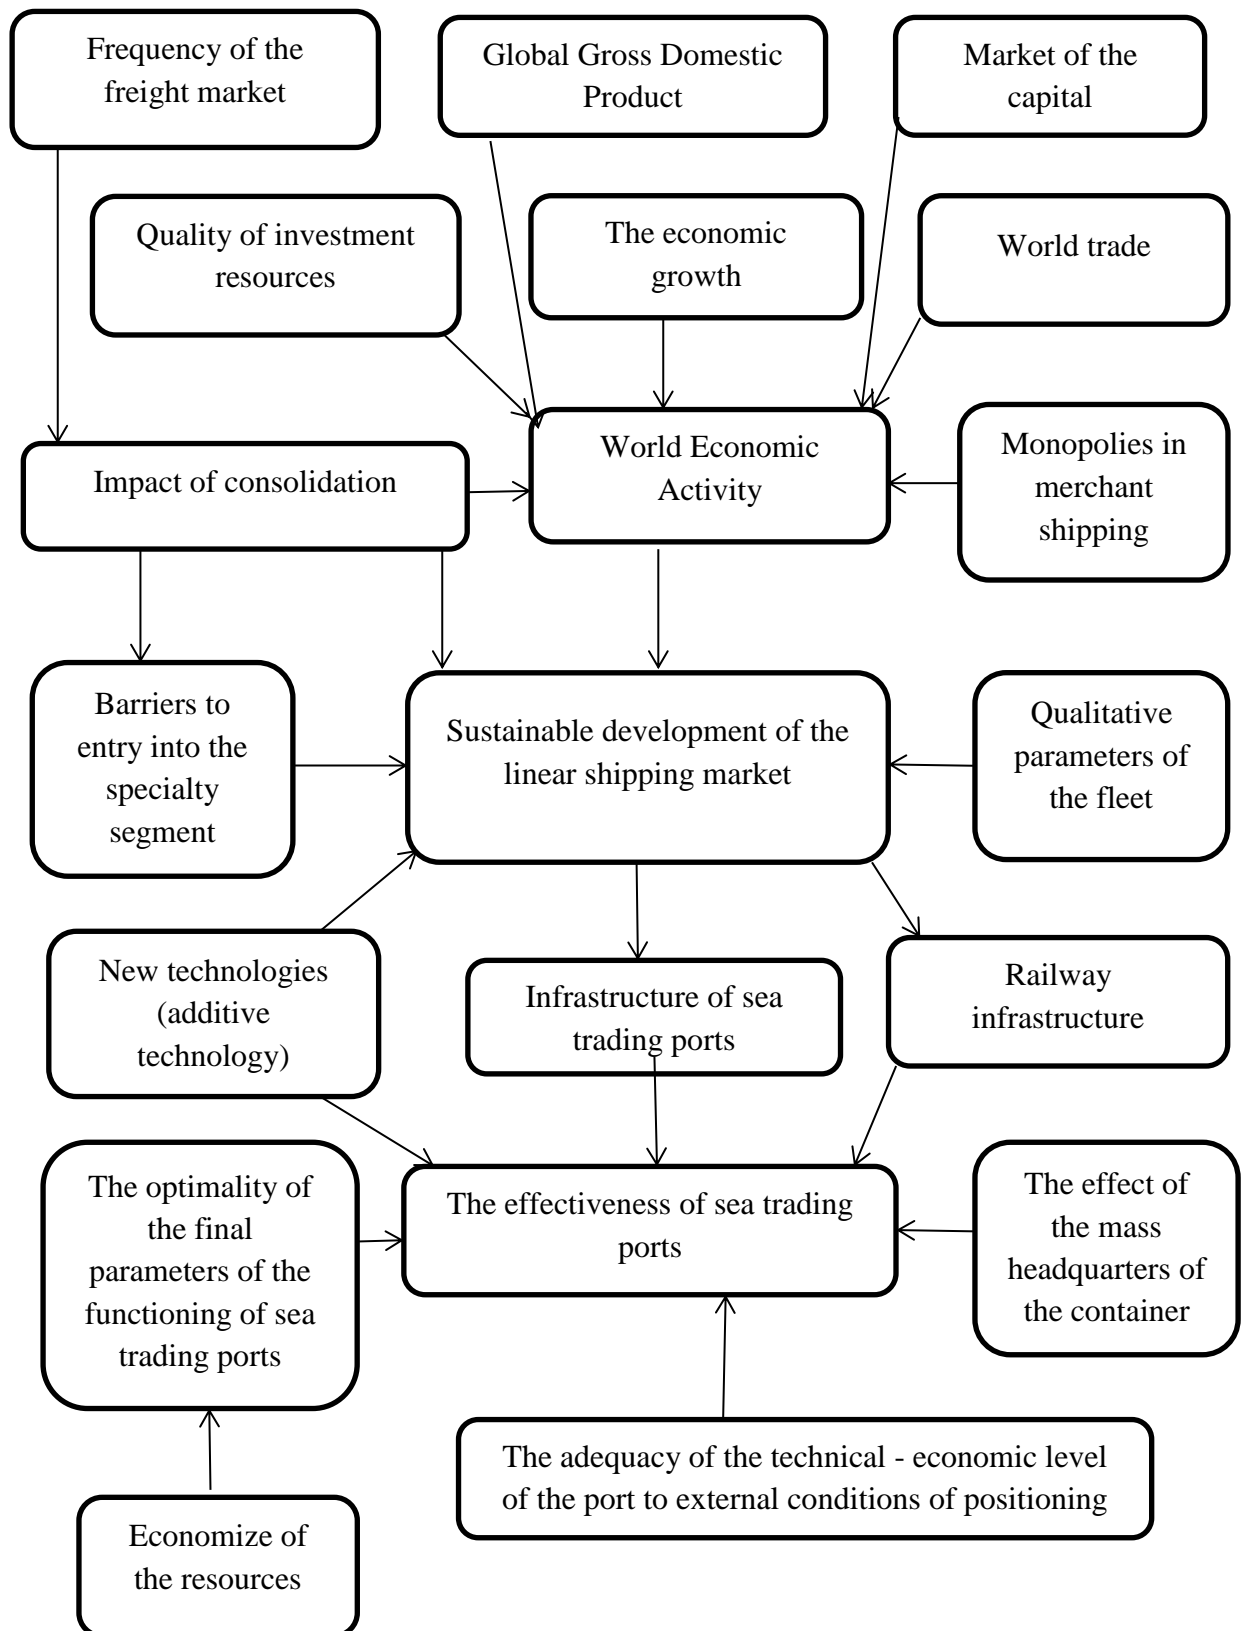 Frequency of the
freight market
Global Gross Domestic
Product
Market of the
capital
Quality of investment
resources
The economic
growth
World trade
Impact of consolidation
World Economic
Activity
Monopolies in
merchant
shipping
Barriers to
entry into the
specialty
segment
Sustainable development of the
linear shipping market
Qualitative
parameters of
the fleet
New technologies
(additive
technology)
Infrastructure of sea
trading ports
Railway
infrastructure
The optimality of
the final
parameters of the
functioning of sea
trading ports
The effectiveness of sea trading
ports
The effect of
the mass
headquarters of
the container
The adequacy of the technical - economic level
of the port to external conditions of positioning
Economize of
the resources